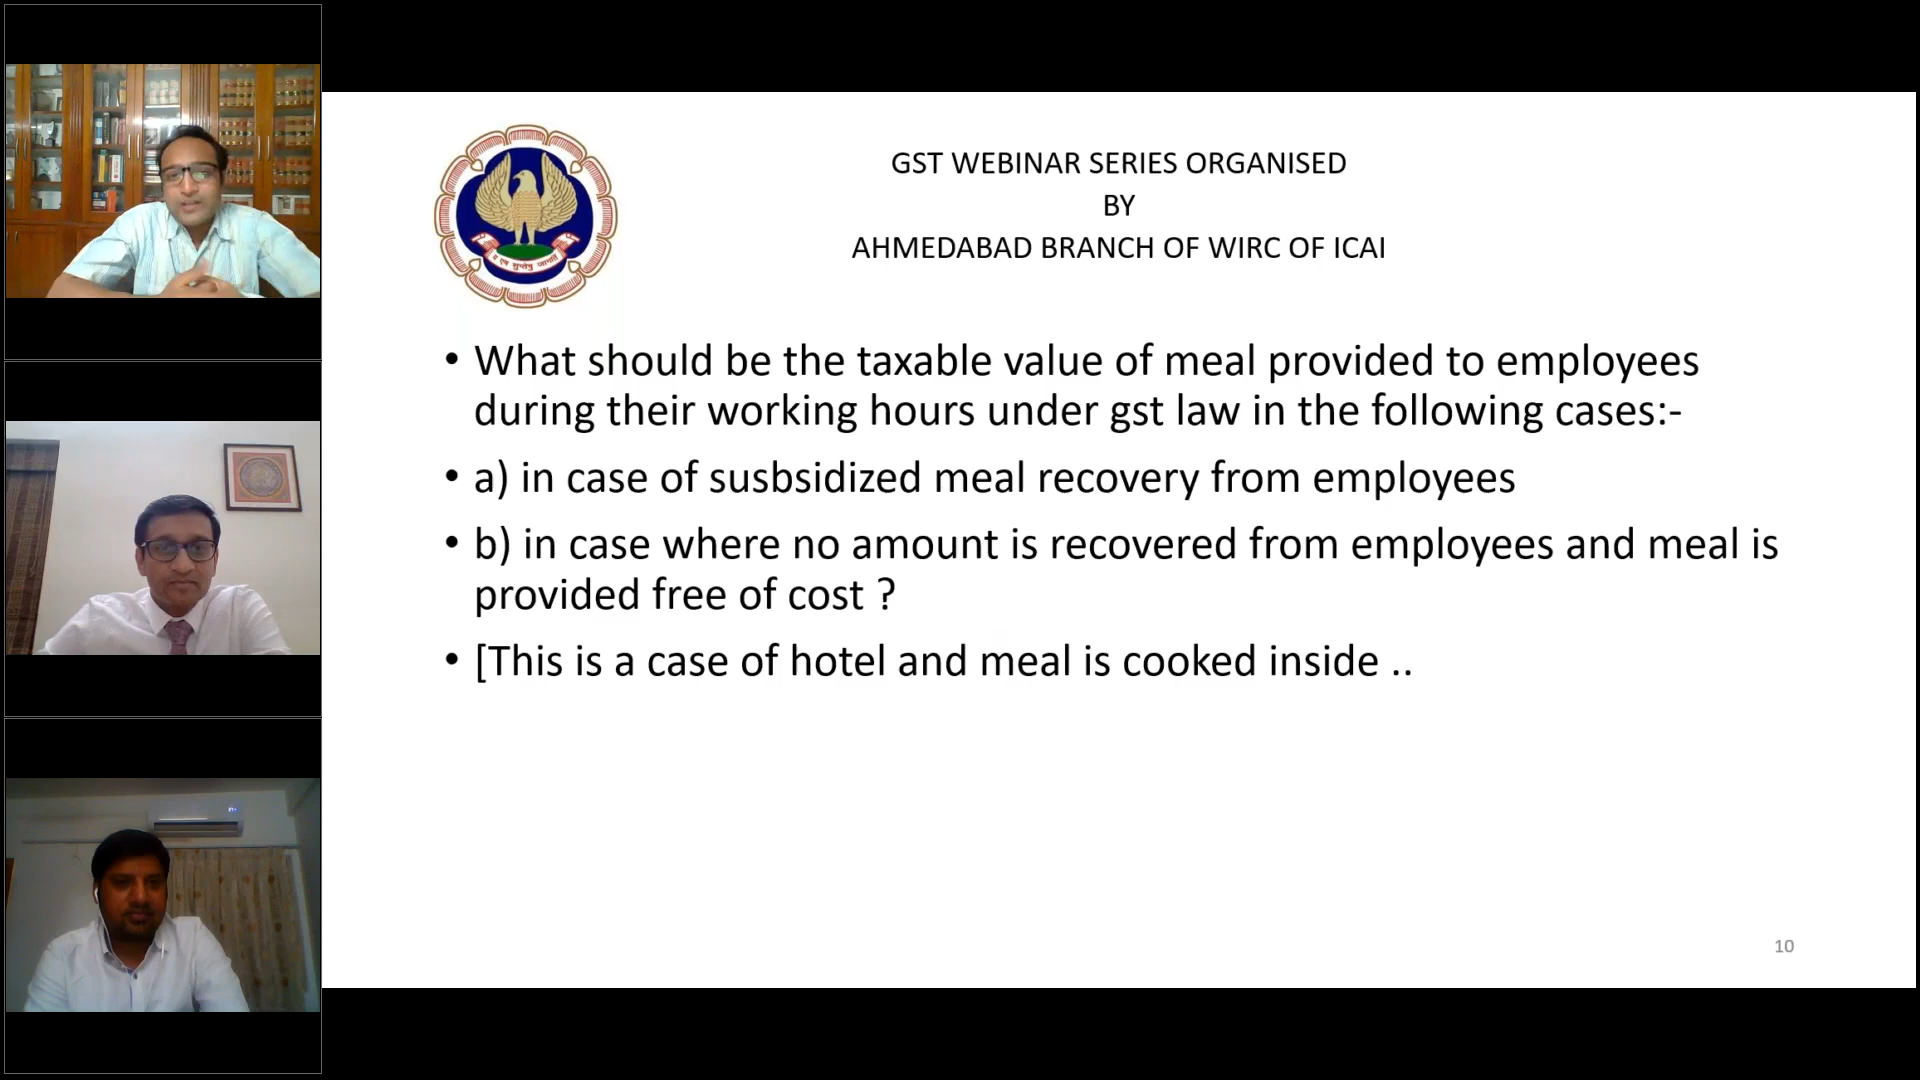 GST WEBINAR SERIES ORGANISED
BY
AHMEDABAD BRANCH OF WIRC OF ICAI
• What should be the taxable value of meal provided to employees
during their working hours under gst law in the following cases:-
• a) in case of susbsidized meal recovery from employees
• b) in case where no amount is recovered from employees and meal is
provided free of cost ?
• [This is a case of hotel and meal is cooked inside ..
10